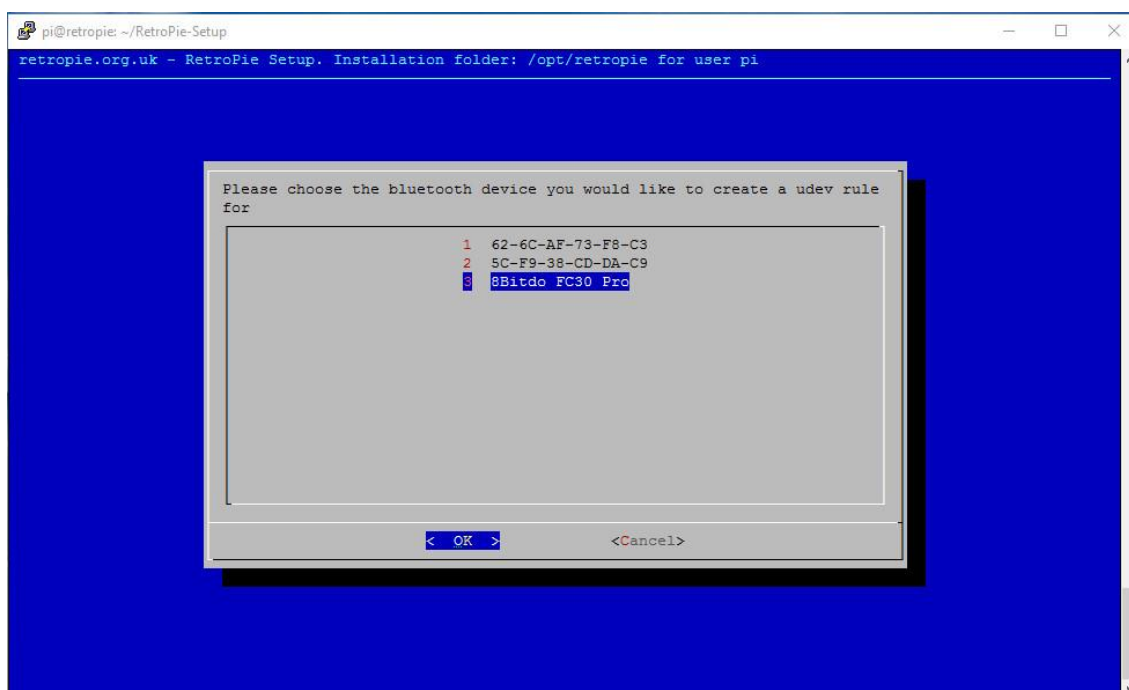 pi@retropie: ~/RetroPie-Setup
retropie.org.uk - RetroPie Setup. Installation folder: /opt/retropie for user pi
Please choose the bluetooth device you would like to create a udev rule
for
1 62-6C-AF-73-F8-C3
2 5C-F9-38-CD-DA-C9
3 8Bitdo FC30 Pro
< OK > <Cancel>